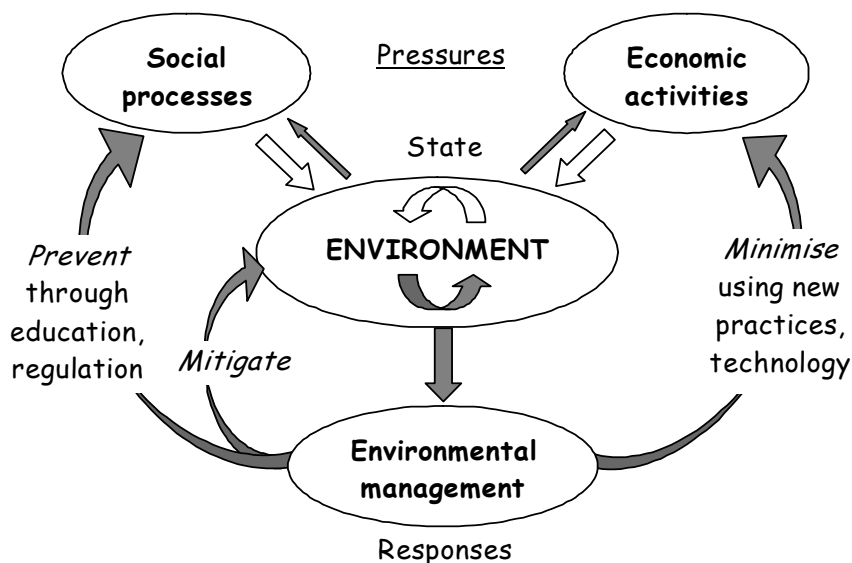 Social
processes
Pressures
Economic
activities
State
ENVIRONMENT
Prevent
through
education,
regulation
Mitigate
Minimise
using new
practices,
technology
Environmental
management
Responses